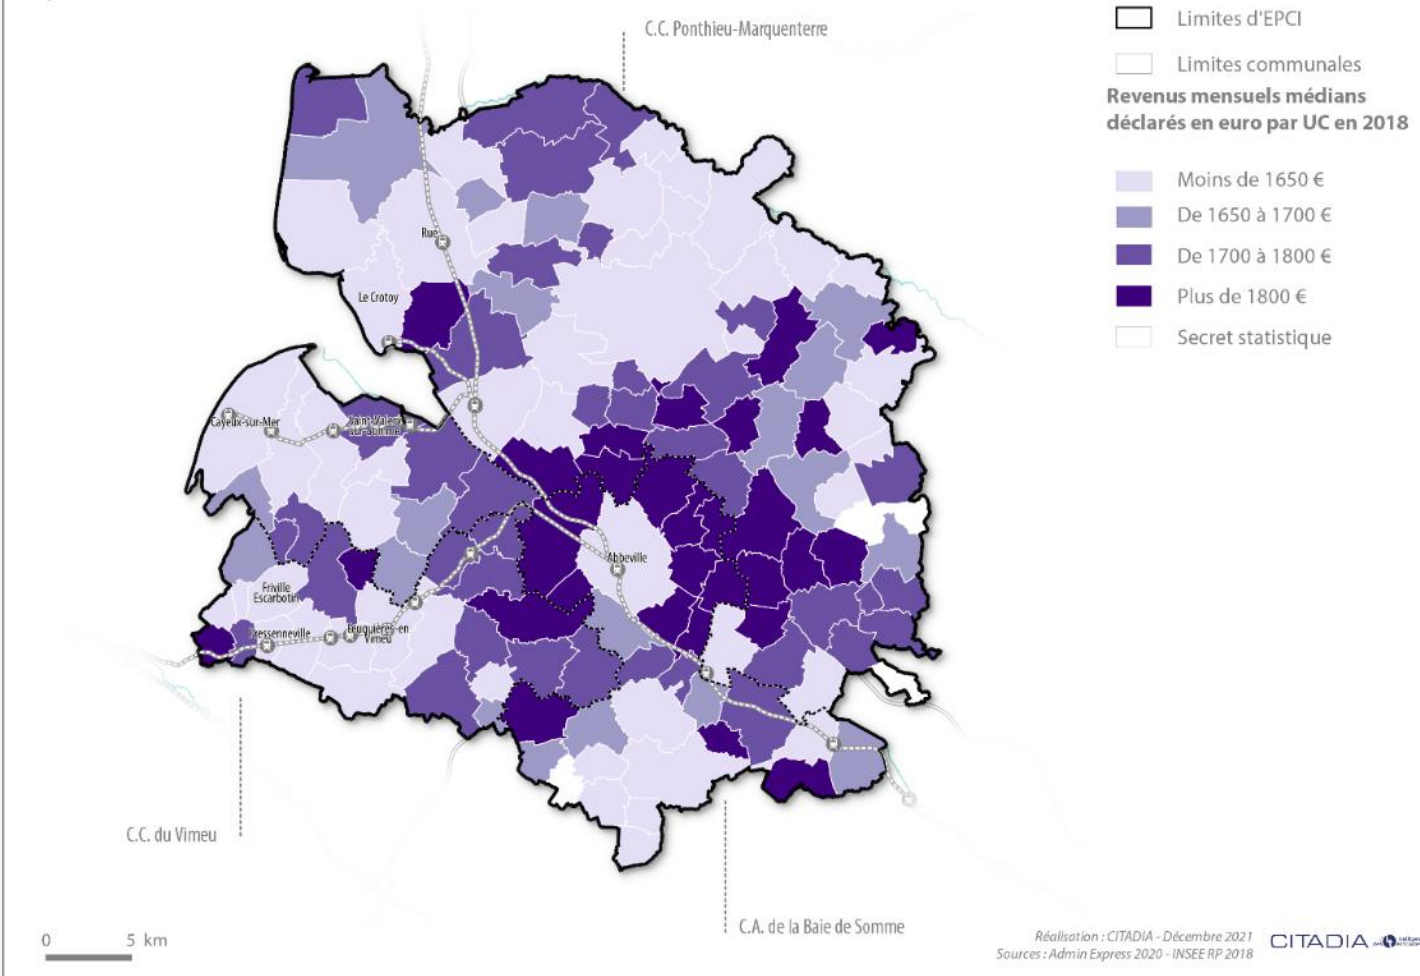 C.C. Ponthieu-Marquenterre
Limites d'EPCI
Limites communales
Revenus mensuels médians
déclarés en euro par UC en 2018
Moins de 1650 €
De 1650 à 1700 €
De 1700 à 1800 €
Plus de 1800 €
Secret statistique
Rue
Le Crotoy
Cayeux-sur-Mer
Saint-Valery
sur-Somme
Abbeville
Friville
Escarbotin
Fressenneville
Feuquières-en
Vimeu
C.C. du Vimeu
C.A. de la Baie de Somme
0 5 km
Réalisation : CITADIA - Décembre 2021
Sources : Admin Express 2020 - INSEE RP 2018
CITADIA